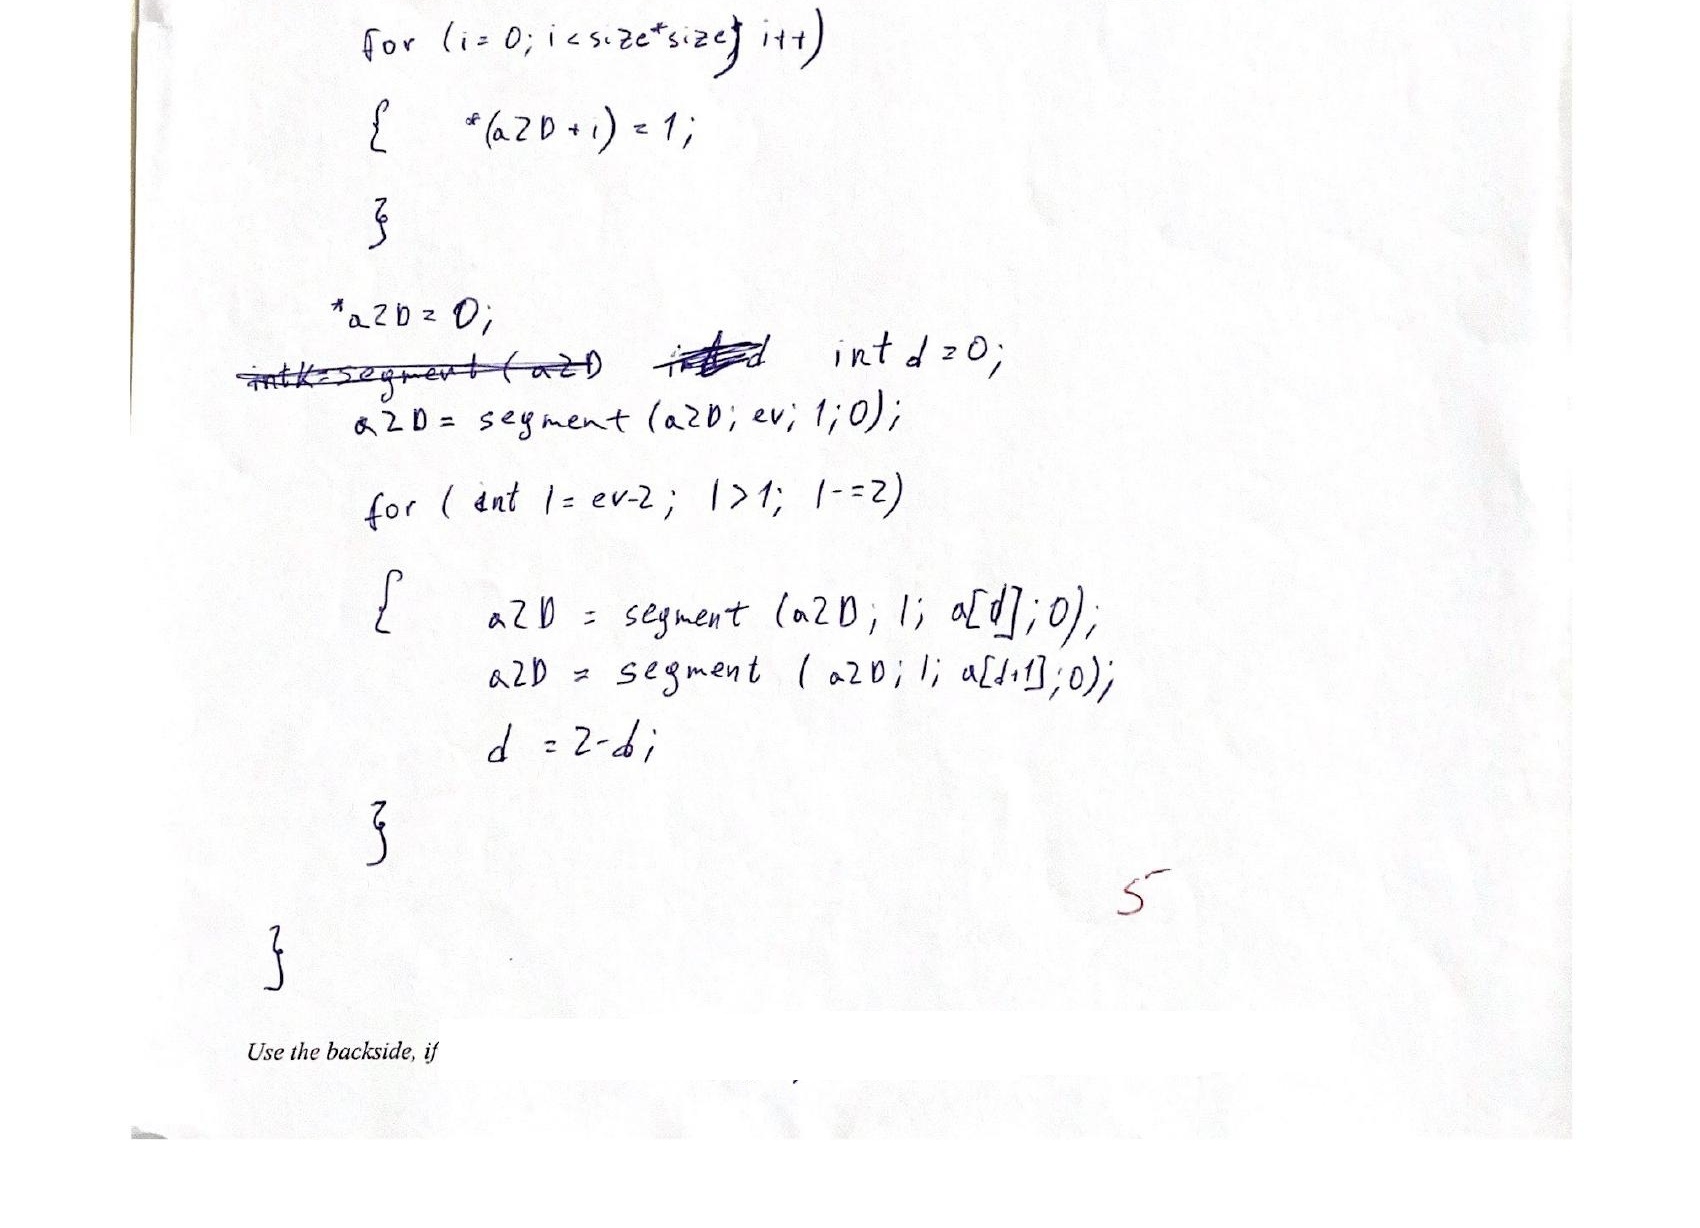 for (i = 0; i < size*size; i++)
{ *(a2D + i) = 1;
}
*a2D = 0;
int k = segment (a2D int d int d = 0;
a2D = segment (a2D; ev; 1; 0);
for ( int l = ev-2; l > 1; l -= 2)
{ a2D = segment (a2D; l; a[d]; 0);
a2D = segment ( a2D; l; a[d+1]; 0);
d = 2-d;
}
5
}
Use the backside, if